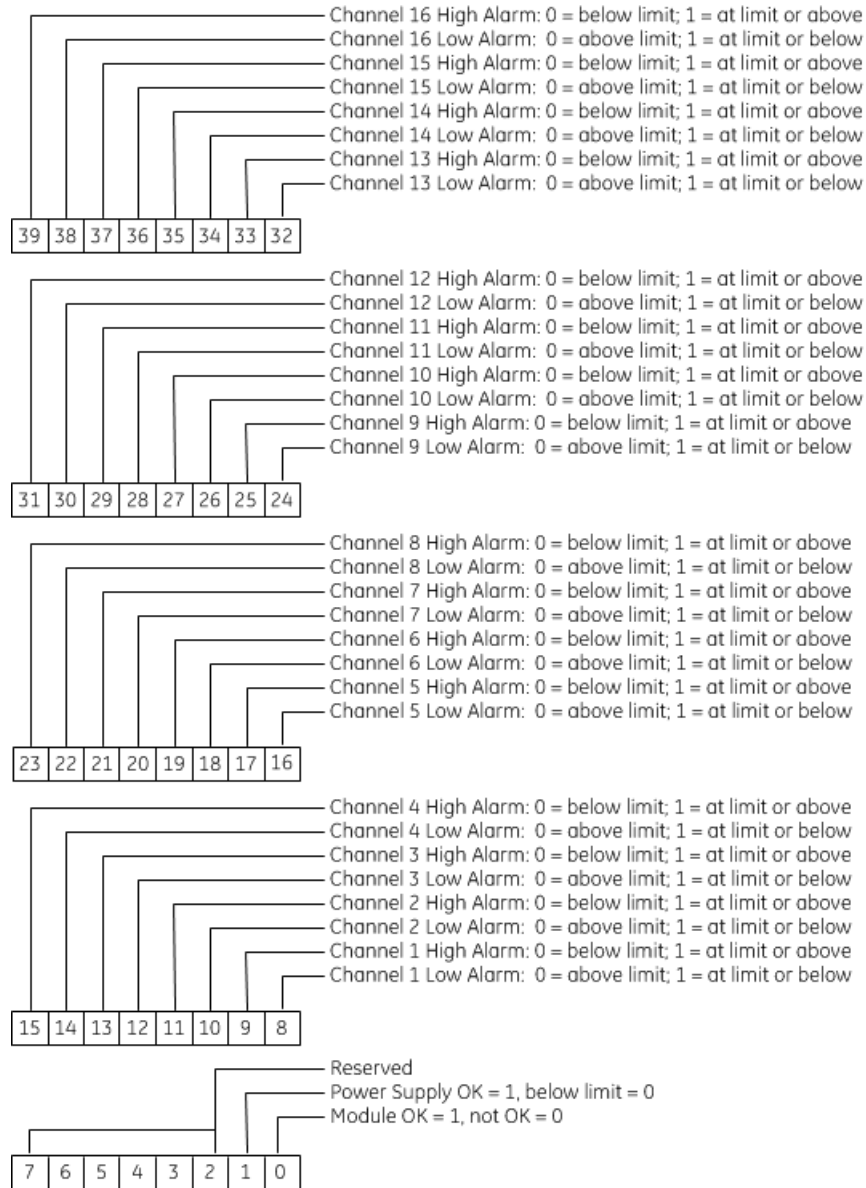 Channel 16 High Alarm: 0 = below limit; 1 = at limit or above
Channel 16 Low Alarm: 0 = above limit; 1 = at limit or below
Channel 15 High Alarm: 0 = below limit; 1 = at limit or above
Channel 15 Low Alarm: 0 = above limit; 1 = at limit or below
Channel 14 High Alarm: 0 = below limit; 1 = at limit or above
Channel 14 Low Alarm: 0 = above limit; 1 = at limit or below
Channel 13 High Alarm: 0 = below limit; 1 = at limit or above
Channel 13 Low Alarm: 0 = above limit; 1 = at limit or below
39 38 37 36 35 34 33 32
Channel 12 High Alarm: 0 = below limit; 1 = at limit or above
Channel 12 Low Alarm: 0 = above limit; 1 = at limit or below
Channel 11 High Alarm: 0 = below limit; 1 = at limit or above
Channel 11 Low Alarm: 0 = above limit; 1 = at limit or below
Channel 10 High Alarm: 0 = below limit; 1 = at limit or above
Channel 10 Low Alarm: 0 = above limit; 1 = at limit or below
Channel 9 High Alarm: 0 = below limit; 1 = at limit or above
Channel 9 Low Alarm: 0 = above limit; 1 = at limit or below
31 30 29 28 27 26 25 24
Channel 8 High Alarm: 0 = below limit; 1 = at limit or above
Channel 8 Low Alarm: 0 = above limit; 1 = at limit or below
Channel 7 High Alarm: 0 = below limit; 1 = at limit or above
Channel 7 Low Alarm: 0 = above limit; 1 = at limit or below
Channel 6 High Alarm: 0 = below limit; 1 = at limit or above
Channel 6 Low Alarm: 0 = above limit; 1 = at limit or below
Channel 5 High Alarm: 0 = below limit; 1 = at limit or above
Channel 5 Low Alarm: 0 = above limit; 1 = at limit or below
23 22 21 20 19 18 17 16
Channel 4 High Alarm: 0 = below limit; 1 = at limit or above
Channel 4 Low Alarm: 0 = above limit; 1 = at limit or below
Channel 3 High Alarm: 0 = below limit; 1 = at limit or above
Channel 3 Low Alarm: 0 = above limit; 1 = at limit or below
Channel 2 High Alarm: 0 = below limit; 1 = at limit or above
Channel 2 Low Alarm: 0 = above limit; 1 = at limit or below
Channel 1 High Alarm: 0 = below limit; 1 = at limit or above
Channel 1 Low Alarm: 0 = above limit; 1 = at limit or below
15 14 13 12 11 10 9 8
Reserved
Power Supply OK = 1, below limit = 0
Module OK = 1, not OK = 0
7 6 5 4 3 2 1 0